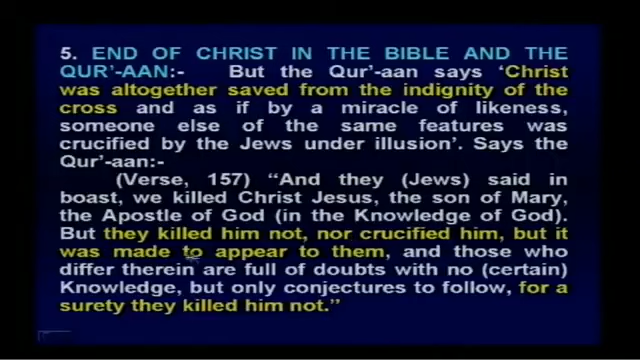 5. END OF CHRIST IN THE BIBLE AND THE
QUR'-AAN:- But the Qur'-aan says 'Christ
was altogether saved from the indignity of the
cross and as if by a miracle of likeness,
someone else of the same features was
crucified by the Jews under illusion'. Says the
Qur'-aan:-
(Verse, 157) “And they (Jews) said in
boast, we killed Christ Jesus, the son of Mary,
the Apostle of God (in the Knowledge of God).
But they killed him not, nor crucified him, but it
was made to appear to them, and those who
differ therein are full of doubts with no (certain)
Knowledge, but only conjectures to follow, for a
surety they killed him not.”